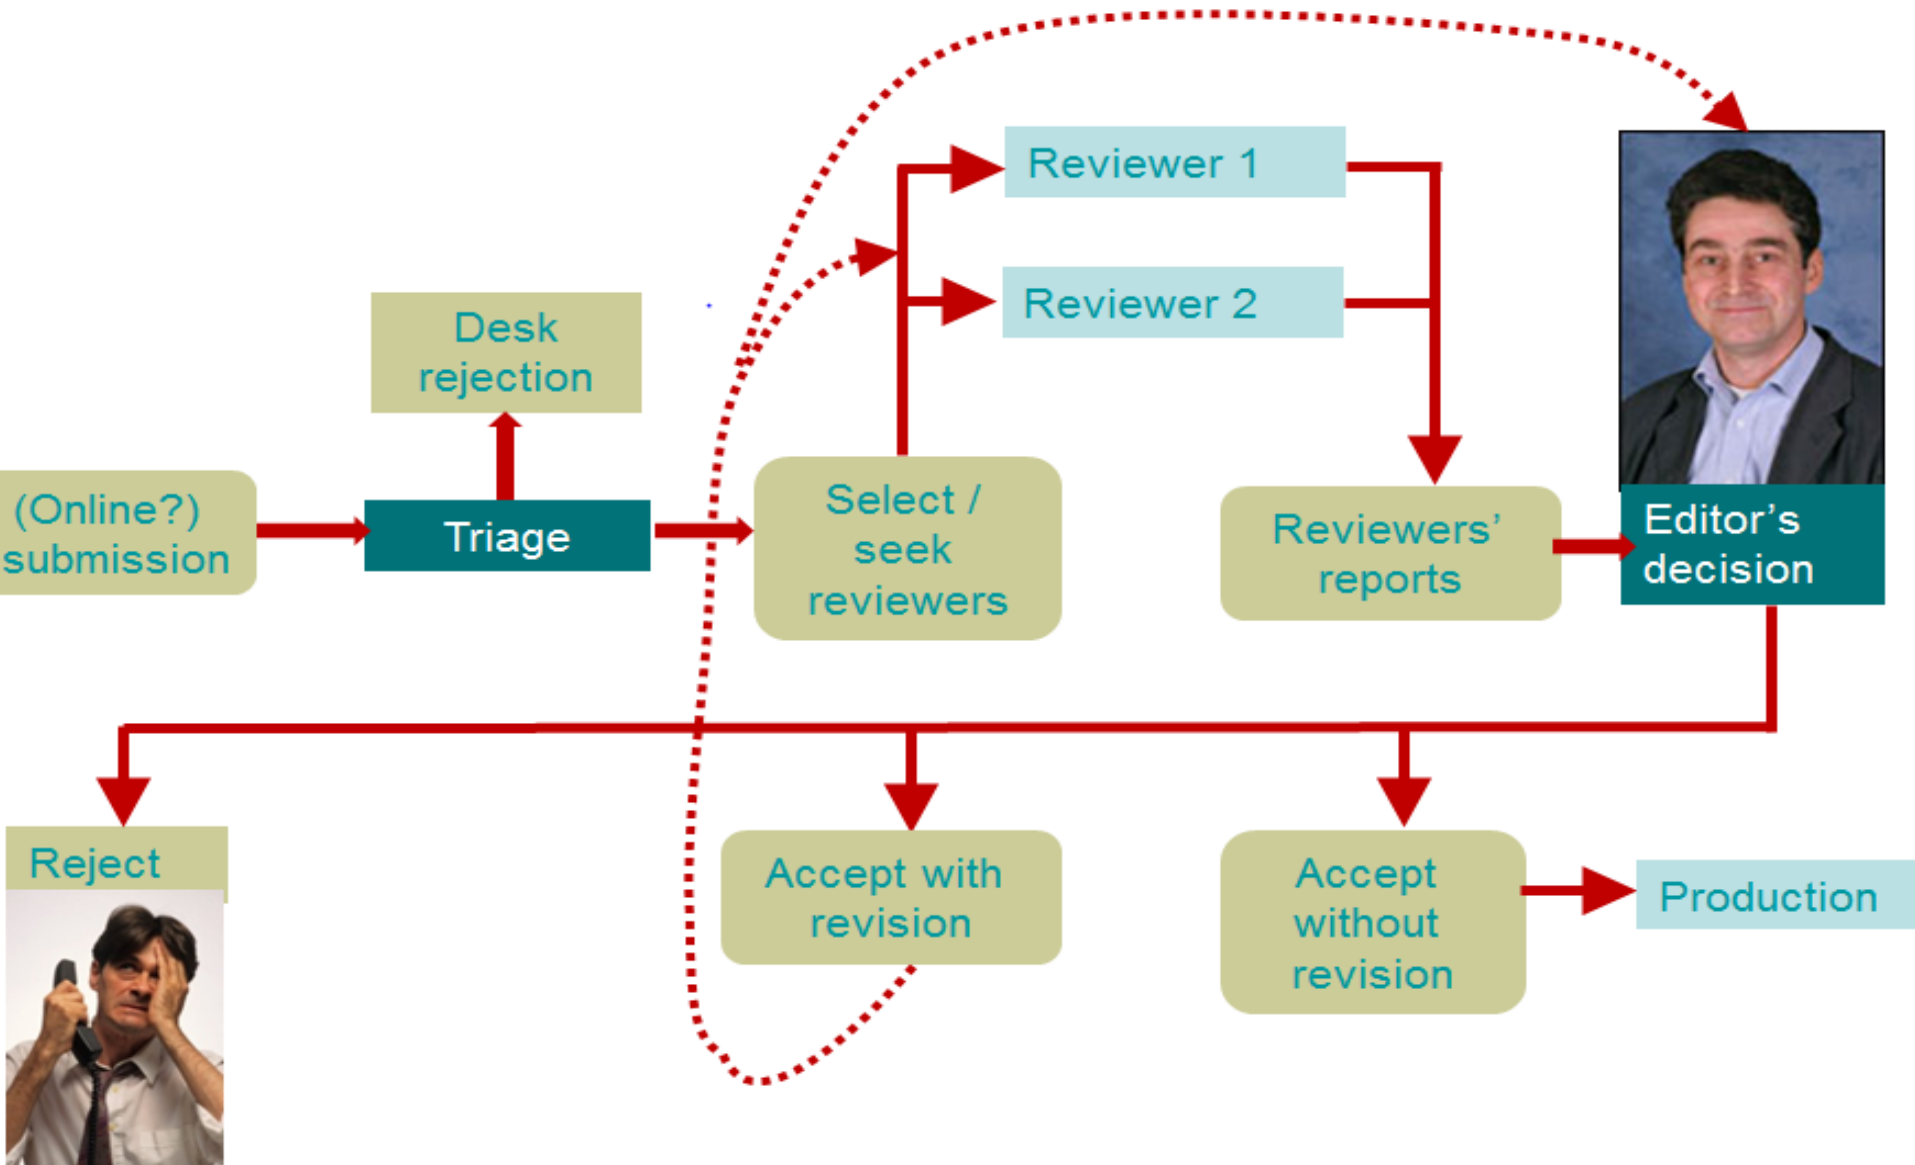 Reviewer 1
Reviewer 2
Desk
rejection
(Online?)
submission
Triage
Select /
seek
reviewers
Reviewers’
reports
Editor’s
decision
Reject
Accept with
revision
Accept
without
revision
Production